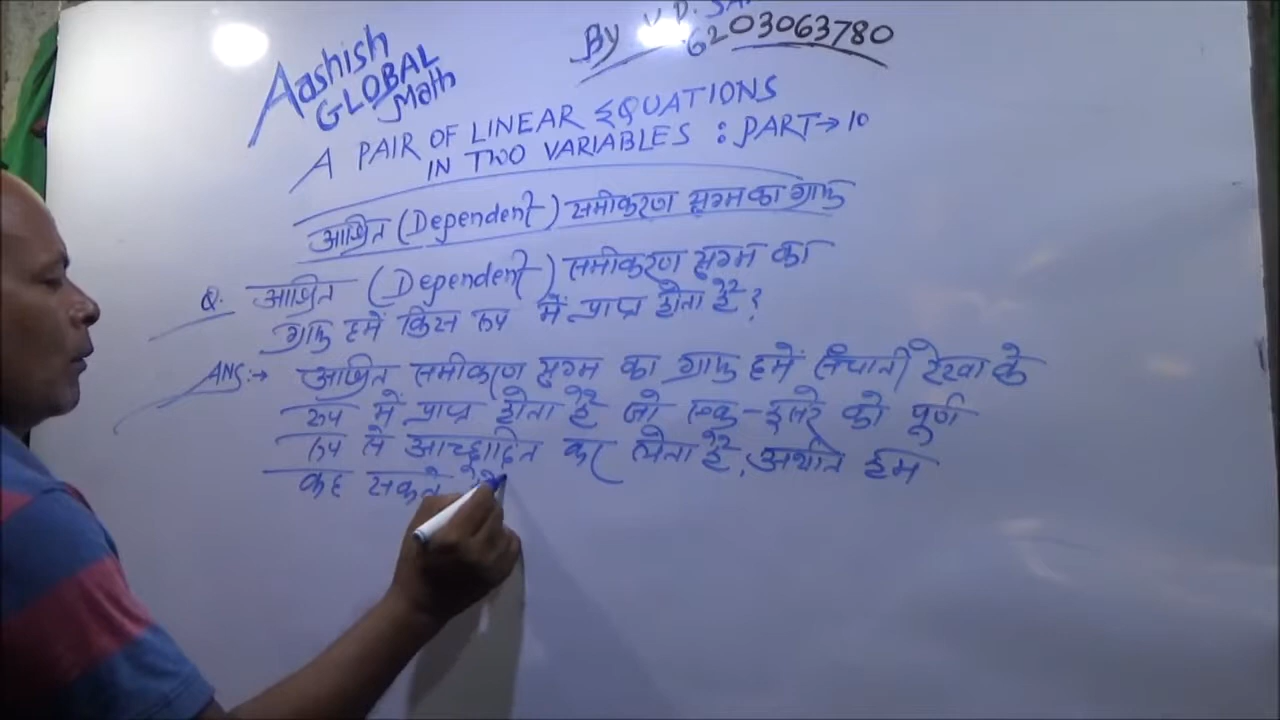 Aashish
GLOBAL
Math
By V.D. SA
6203063780
A PAIR OF LINEAR EQUATIONS
IN TWO VARIABLES : PART→10
आश्रित (Dependent) समीकरण युग्म का ग्राफ
Q. आश्रित (Dependent) समीकरण युग्म का
ग्राफ हमें किस रूप में प्राप्त होता है?
ANS:→ आश्रित समीकरण युग्म का ग्राफ हमें संपाती रेखा के
रूप में प्राप्त होता है जो एक-दूसरे को पूर्ण
रूप से आच्छादित कर लेता है, अर्थात हम
कह सकते